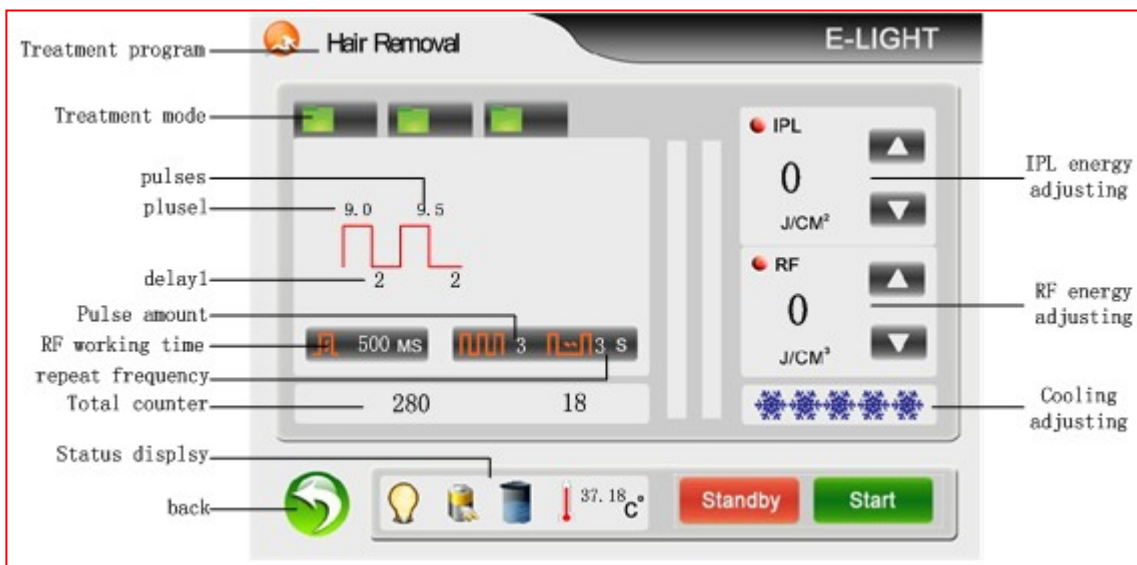 Treatment program
Hair Removal
E-LIGHT
Treatment mode
IPL
0
J/CM²
IPL energy
adjusting
pulses
plusel
9.0 9.5
delay1
2 2
RF
0
J/CM³
RF energy
adjusting
Pulse amount
RF working time
500 MS 3 3 S
repeat frequency
Total counter
280 18
Cooling
adjusting
Status displsy
back
37.18 C°
Standby Start